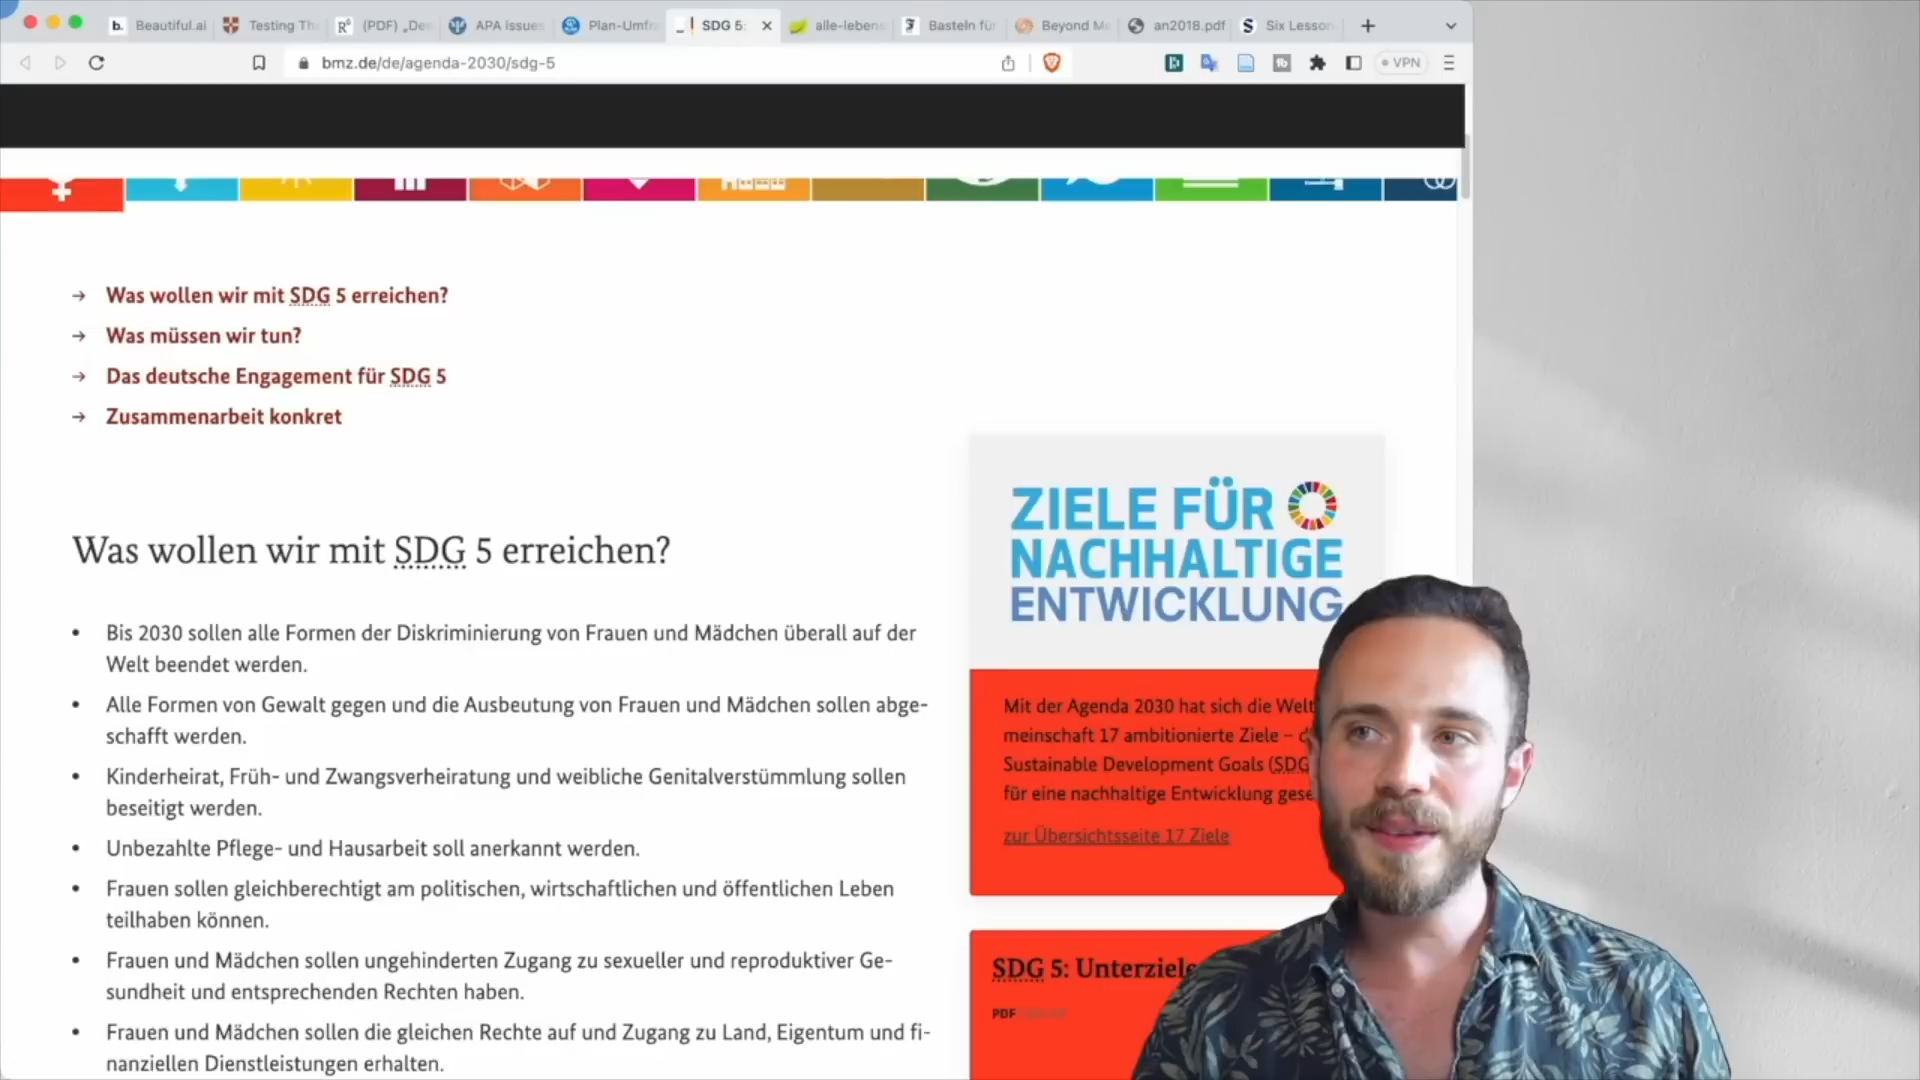 Beautiful.ai
Testing Th
(PDF) „De
APA Issues
Plan-Umfr
SDG 5:
alle-lebens
Basteln für
Beyond Me
an2018.pdf
Six Lesson
bmz.de/de/agenda-2030/sdg-5
VPN
Was wollen wir mit SDG 5 erreichen?
Was müssen wir tun?
Das deutsche Engagement für SDG 5
Zusammenarbeit konkret
Was wollen wir mit SDG 5 erreichen?
Bis 2030 sollen alle Formen der Diskriminierung von Frauen und Mädchen überall auf der
Welt beendet werden.
Alle Formen von Gewalt gegen und die Ausbeutung von Frauen und Mädchen sollen abge-
schafft werden.
Kinderheirat, Früh- und Zwangsverheiratung und weibliche Genitalverstümmlung sollen
beseitigt werden.
Unbezahlte Pflege- und Hausarbeit soll anerkannt werden.
Frauen sollen gleichberechtigt am politischen, wirtschaftlichen und öffentlichen Leben
teilhaben können.
Frauen und Mädchen sollen ungehinderten Zugang zu sexueller und reproduktiver Ge-
sundheit und entsprechenden Rechten haben.
Frauen und Mädchen sollen die gleichen Rechte auf und Zugang zu Land, Eigentum und fi-
nanziellen Dienstleistungen erhalten.
ZIELE FÜR
NACHHALTIGE
ENTWICKLUNG
Mit der Agenda 2030 hat sich die Welt
meinschaft 17 ambitionierte Ziele –
Sustainable Development Goals (SDG
für eine nachhaltige Entwicklung gese
zur Übersichtsseite 17 Ziele
SDG 5: Unterziele
PDF